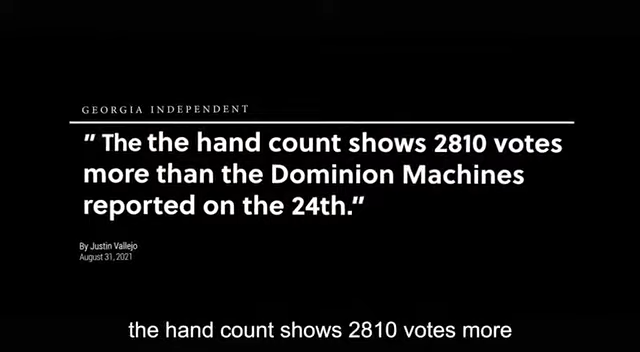 GEORGIA INDEPENDENT
" The the hand count shows 2810 votes
more than the Dominion Machines
reported on the 24th."
By Justin Vallejo
August 31, 2021
the hand count shows 2810 votes more